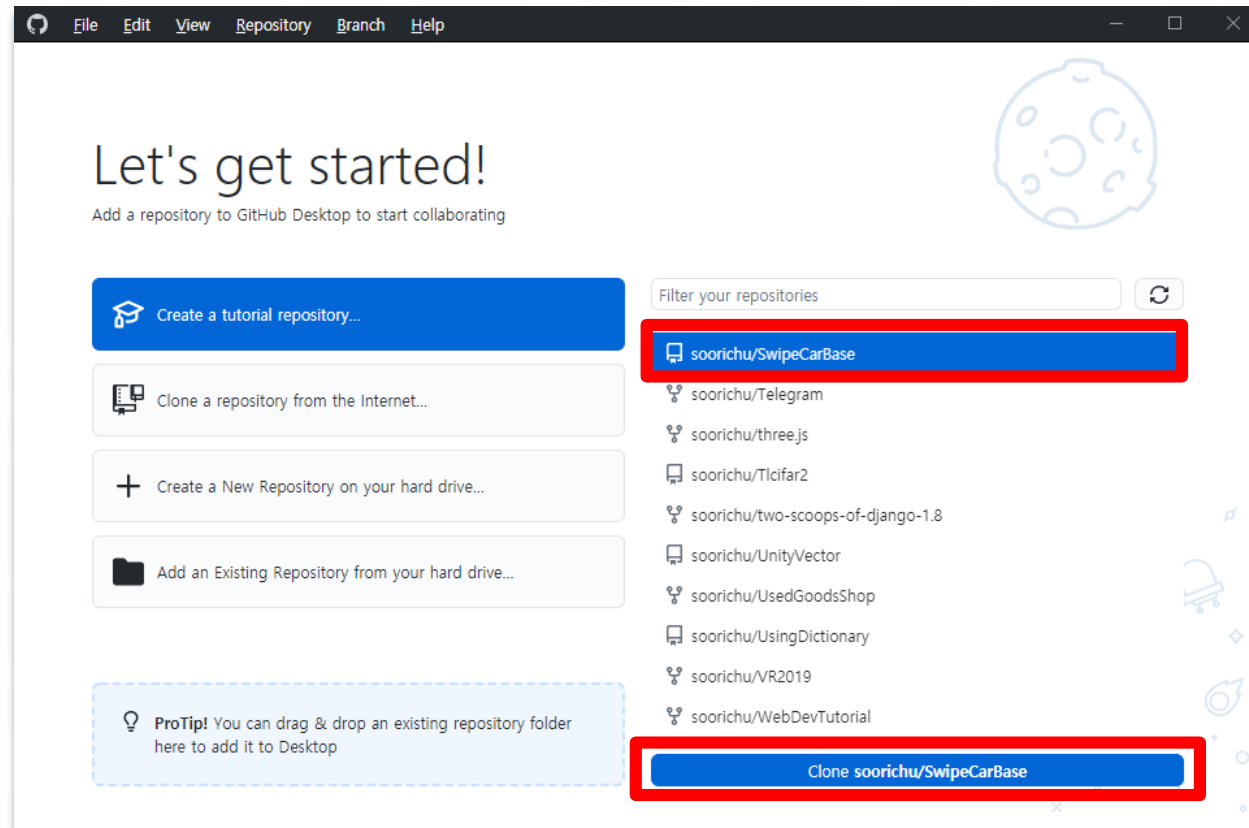 File Edit View Repository Branch Help
Let's get started!
Add a repository to GitHub Desktop to start collaborating
Create a tutorial repository...
Clone a repository from the Internet...
Create a New Repository on your hard drive...
Add an Existing Repository from your hard drive...
ProTip! You can drag & drop an existing repository folder
here to add it to Desktop
Filter your repositories
soorichu/SwipeCarBase
soorichu/Telegram
soorichu/three.js
soorichu/Tlcifar2
soorichu/two-scoops-of-django-1.8
soorichu/UnityVector
soorichu/UsedGoodsShop
soorichu/UsingDictionary
soorichu/VR2019
soorichu/WebDevTutorial
Clone soorichu/SwipeCarBase